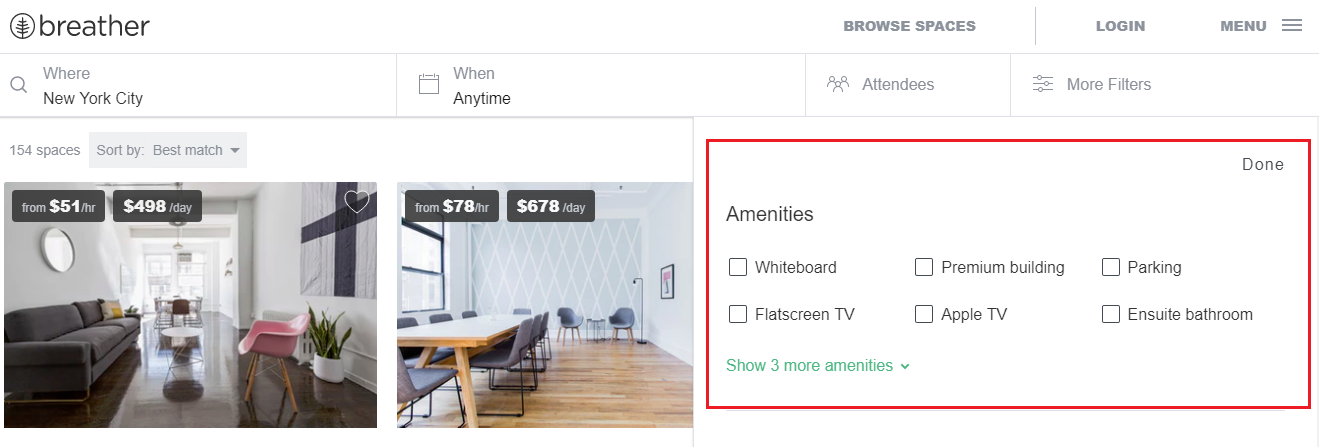 breather
BROWSE SPACES
LOGIN
MENU
Where
New York City
When
Anytime
Attendees
More Filters
154 spaces
Sort by: Best match
from $51/hr
$498 /day
from $78/hr
$678 /day
Done
Amenities
Whiteboard
Premium building
Parking
Flatscreen TV
Apple TV
Ensuite bathroom
Show 3 more amenities